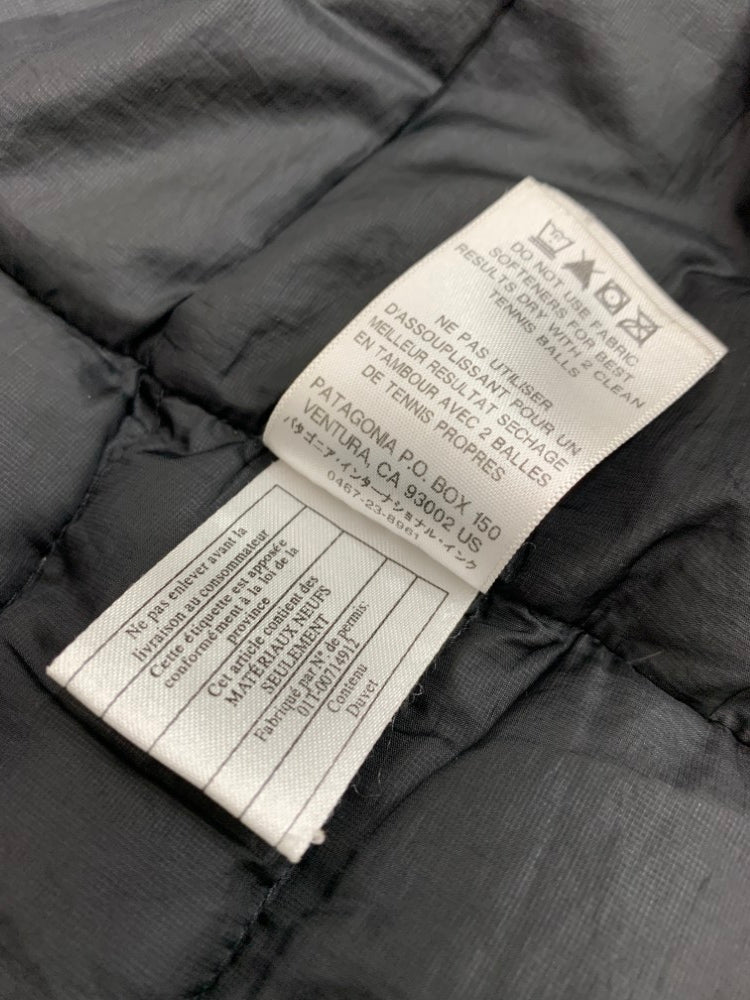 DO NOT USE FABRIC
SOFTENERS FOR BEST
RESULTS DRY WITH 2 CLEAN
TENNIS BALLS
NE PAS UTILISER
D'ASSOUPLISSANT POUR UN
MEILLEUR RESULTAT SECHAGE
EN TAMBOUR AVEC 2 BALLES
DE TENNIS PROPRES
PATAGONIA P.O. BOX 150
VENTURA, CA 93002 US
パタゴニア・インターナショナル・インク
0467-23-8961
Ne pas enlever avant la
livraison au consommateur
Cette étiquette est apposée
conformément à la loi de la
province
Cet article contient des
MATÉRIAUX NEUFS
SEULEMENT
Fabriqué par N° de permis:
01T-00714912
Contenu
Duvet